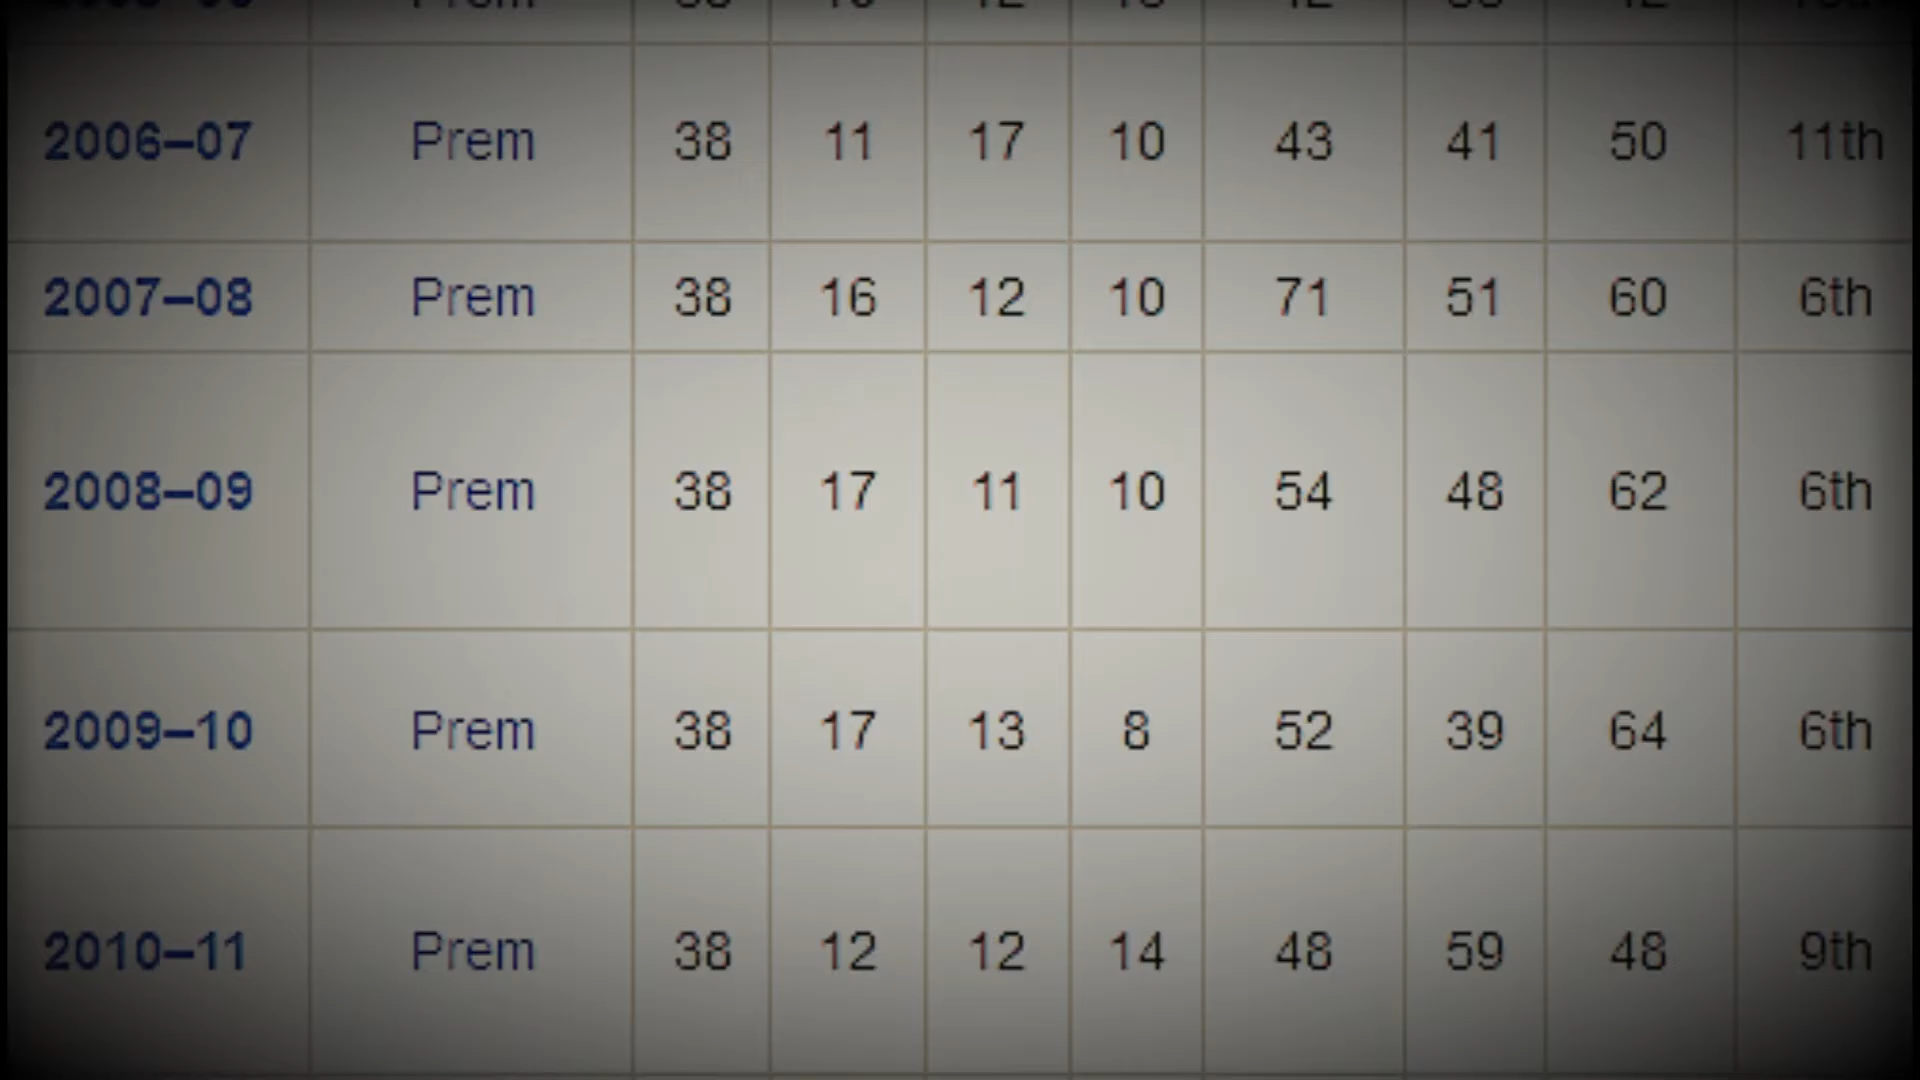 2006–07 Prem 38 11 17 10 43 41 50 11th
2007–08 Prem 38 16 12 10 71 51 60 6th
2008–09 Prem 38 17 11 10 54 48 62 6th
2009–10 Prem 38 17 13 8 52 39 64 6th
2010–11 Prem 38 12 12 14 48 59 48 9th